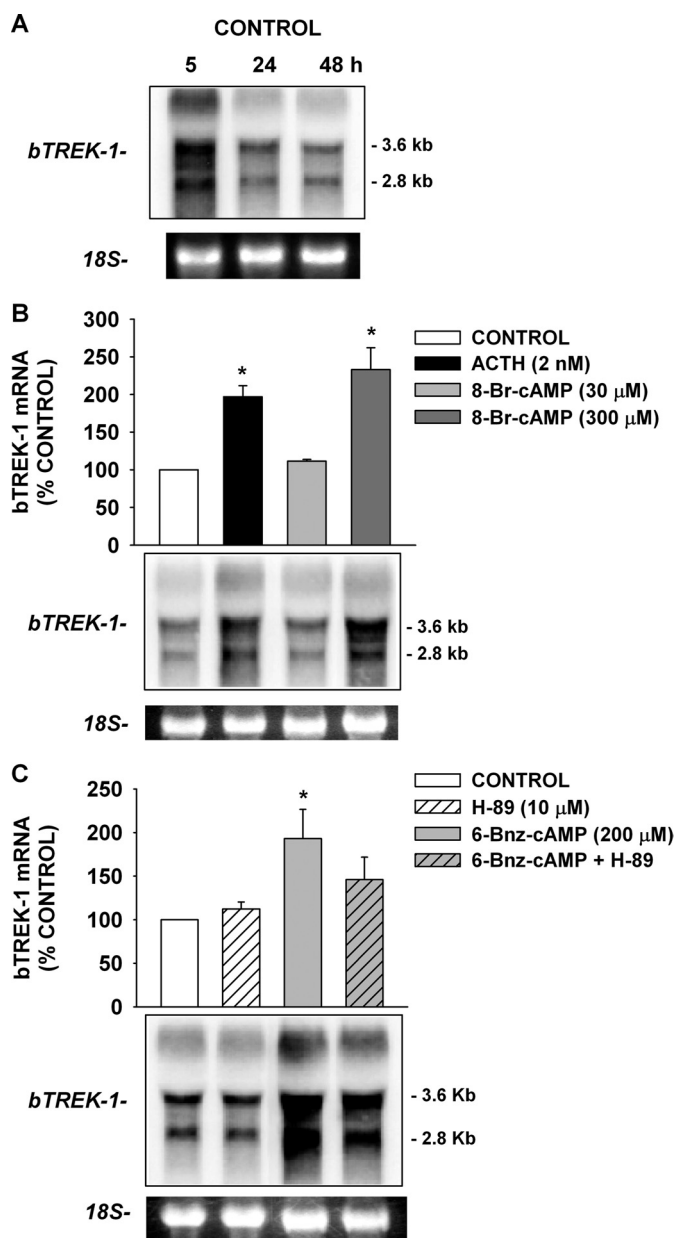 A
CONTROL
5 24 48 h
bTREK-1-
- 3.6 kb
- 2.8 kb
18S-
B
bTREK-1 mRNA
(% CONTROL)
300
250
200
150
100
50
0
*
*
CONTROL
ACTH (2 nM)
8-Br-cAMP (30 μM)
8-Br-cAMP (300 μM)
bTREK-1-
- 3.6 kb
- 2.8 kb
18S-
C
bTREK-1 mRNA
(% CONTROL)
250
200
150
100
50
0
*
CONTROL
H-89 (10 μM)
6-Bnz-cAMP (200 μM)
6-Bnz-cAMP + H-89
bTREK-1-
- 3.6 Kb
- 2.8 Kb
18S-